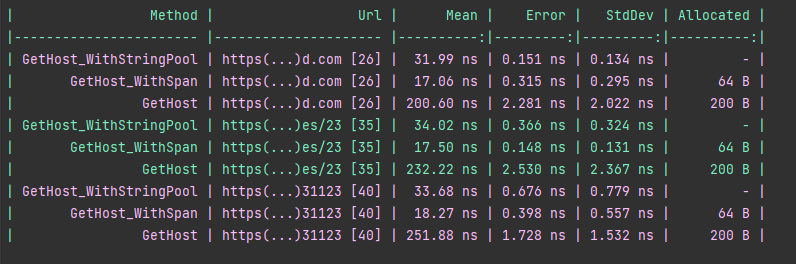 |               Method |                  Url |      Mean |    Error |   StdDev | Allocated |
|--------------------- |--------------------- |----------:|---------:|---------:|----------:|
| GetHost_WithStringPool | https(...)d.com [26] |  31.99 ns | 0.151 ns | 0.134 ns |         - |
|       GetHost_WithSpan | https(...)d.com [26] |  17.06 ns | 0.315 ns | 0.295 ns |      64 B |
|                GetHost | https(...)d.com [26] | 200.60 ns | 2.281 ns | 2.022 ns |     200 B |
| GetHost_WithStringPool | https(...)es/23 [35] |  34.02 ns | 0.366 ns | 0.324 ns |         - |
|       GetHost_WithSpan | https(...)es/23 [35] |  17.50 ns | 0.148 ns | 0.131 ns |      64 B |
|                GetHost | https(...)es/23 [35] | 232.22 ns | 2.530 ns | 2.367 ns |     200 B |
| GetHost_WithStringPool | https(...)31123 [40] |  33.68 ns | 0.676 ns | 0.779 ns |         - |
|       GetHost_WithSpan | https(...)31123 [40] |  18.27 ns | 0.398 ns | 0.557 ns |      64 B |
|                GetHost | https(...)31123 [40] | 251.88 ns | 1.728 ns | 1.532 ns |     200 B |